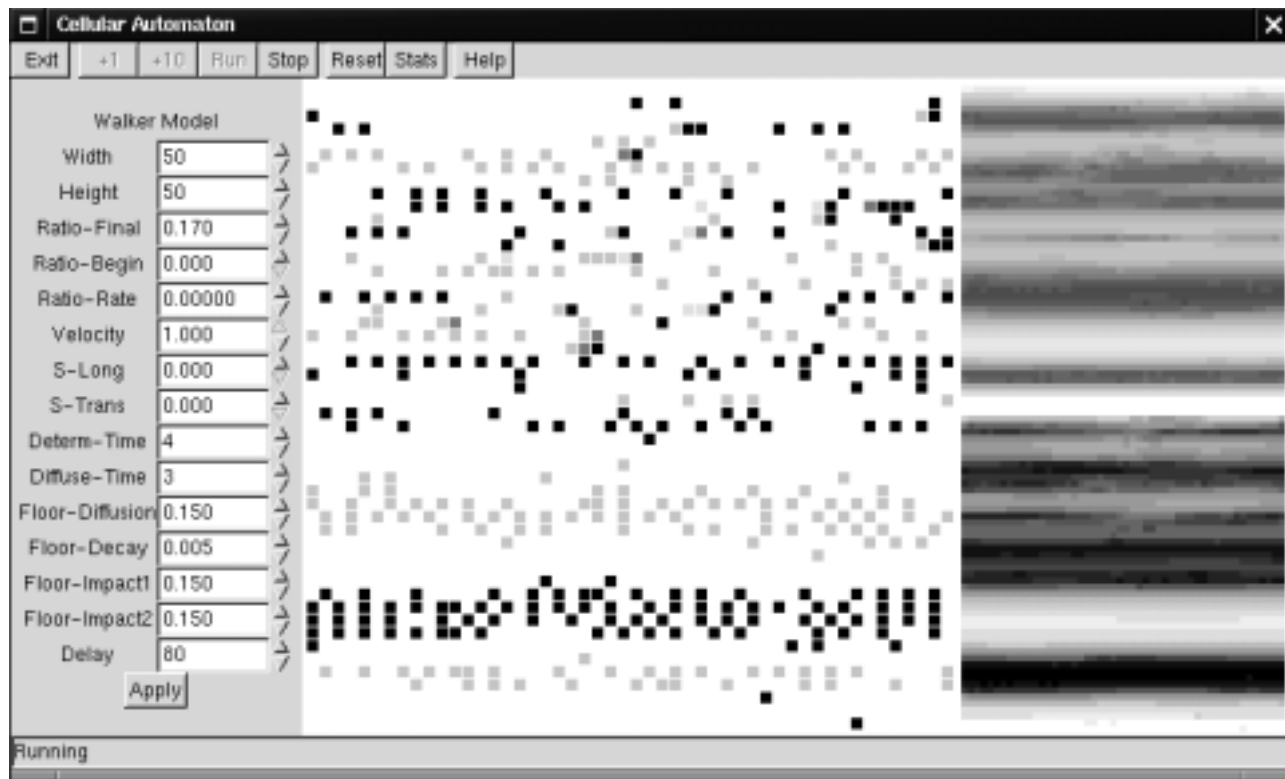 Cellular Automaton
Exit +1 +10 Run Stop Reset Stats Help
Walker Model
Width 50
Height 50
Ratio-Final 0.170
Ratio-Begin 0.000
Ratio-Rate 0.00000
Velocity 1.000
S-Long 0.000
S-Trans 0.000
Determ-Time 4
Diffuse-Time 3
Floor-Diffusion 0.150
Floor-Decay 0.005
Floor-Impact1 0.150
Floor-Impact2 0.150
Delay 80
Apply
Running